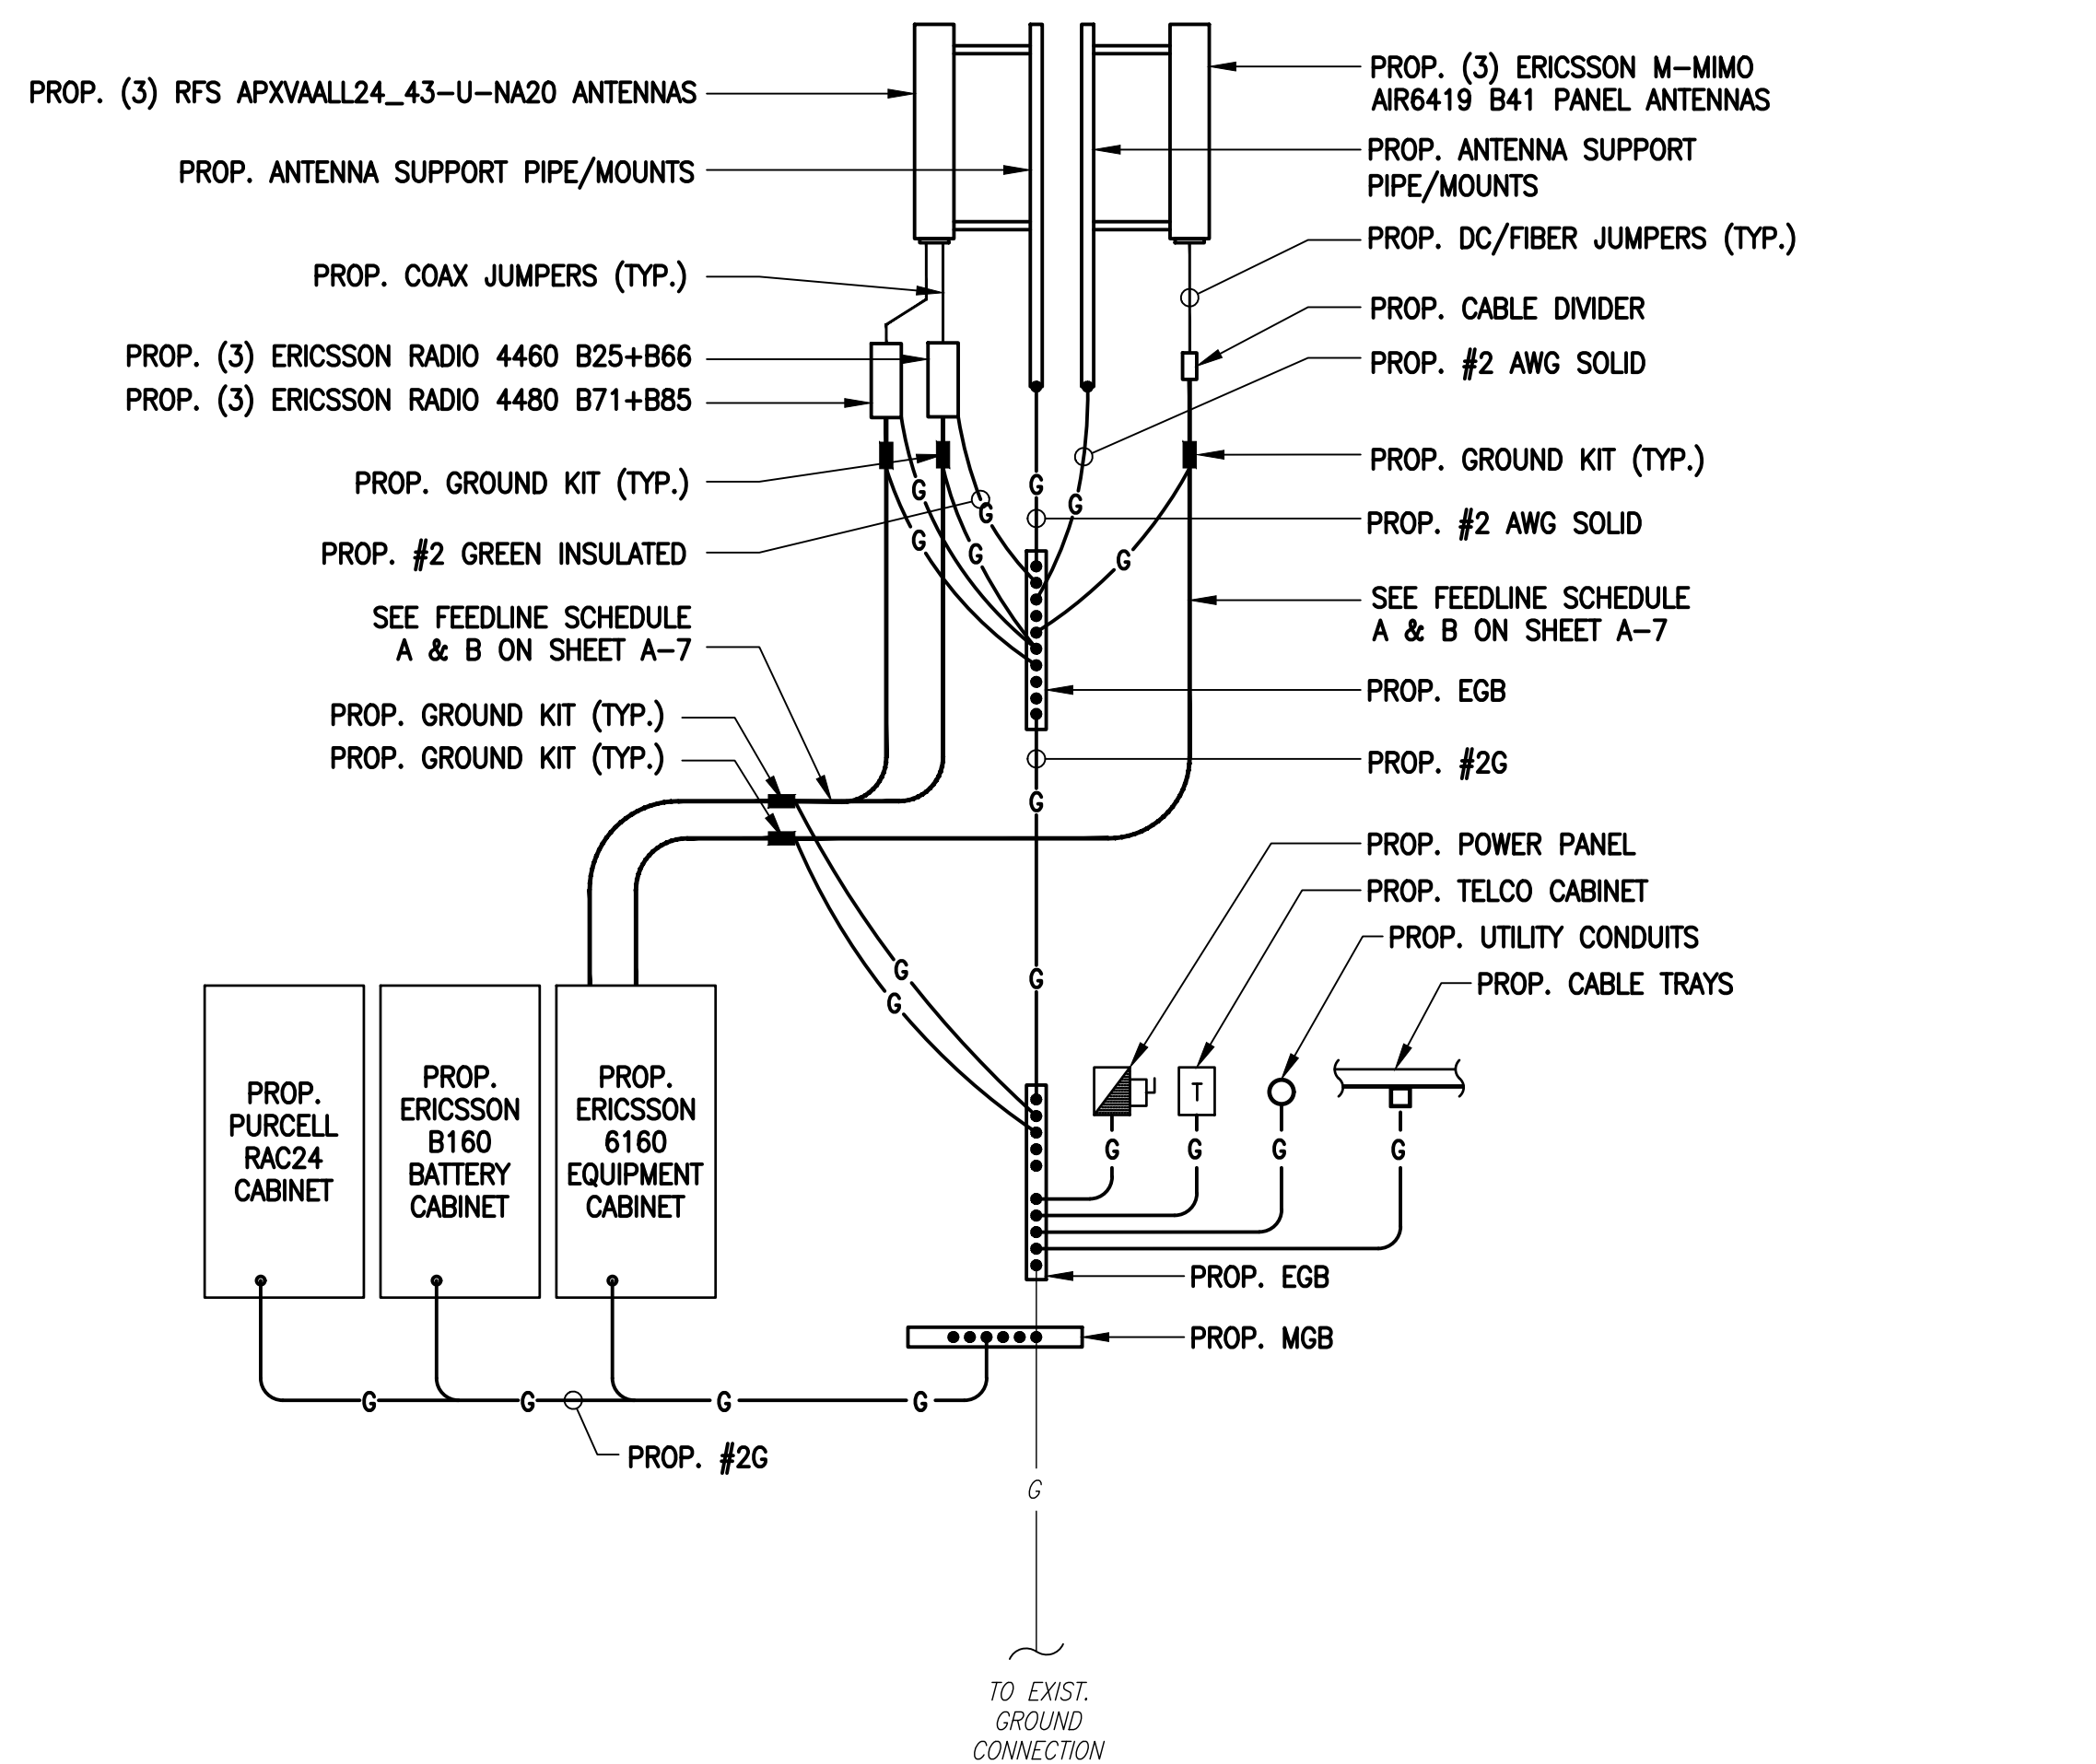 PROP. (3) RFS APXVAALL24_43-U-NA20 ANTENNAS
PROP. ANTENNA SUPPORT PIPE/MOUNTS
PROP. COAX JUMPERS (TYP.)
PROP. (3) ERICSSON RADIO 4460 B25+B66
PROP. (3) ERICSSON RADIO 4480 B71+B85
PROP. GROUND KIT (TYP.)
PROP. #2 GREEN INSULATED
SEE FEEDLINE SCHEDULE
A & B ON SHEET A-7
PROP. GROUND KIT (TYP.)
PROP. GROUND KIT (TYP.)
PROP. (3) ERICSSON M-MIMO
AIR6419 B41 PANEL ANTENNAS
PROP. ANTENNA SUPPORT
PIPE/MOUNTS
PROP. DC/FIBER JUMPERS (TYP.)
PROP. CABLE DIVIDER
PROP. #2 AWG SOLID
PROP. GROUND KIT (TYP.)
PROP. #2 AWG SOLID
SEE FEEDLINE SCHEDULE
A & B ON SHEET A-7
PROP. EGB
PROP. #2G
PROP. POWER PANEL
PROP. TELCO CABINET
PROP. UTILITY CONDUITS
PROP. CABLE TRAYS
G
G
G
G
G
G
G
G
G
G
G
PROP.
PURCELL
RAC24
CABINET
PROP.
ERICSSON
B160
BATTERY
CABINET
PROP.
ERICSSON
6160
EQUIPMENT
CABINET
T
G
G
G
G
PROP. EGB
PROP. MGB
G
G
G
G
PROP. #2G
G
TO EXIST.
GROUND
CONNECTION